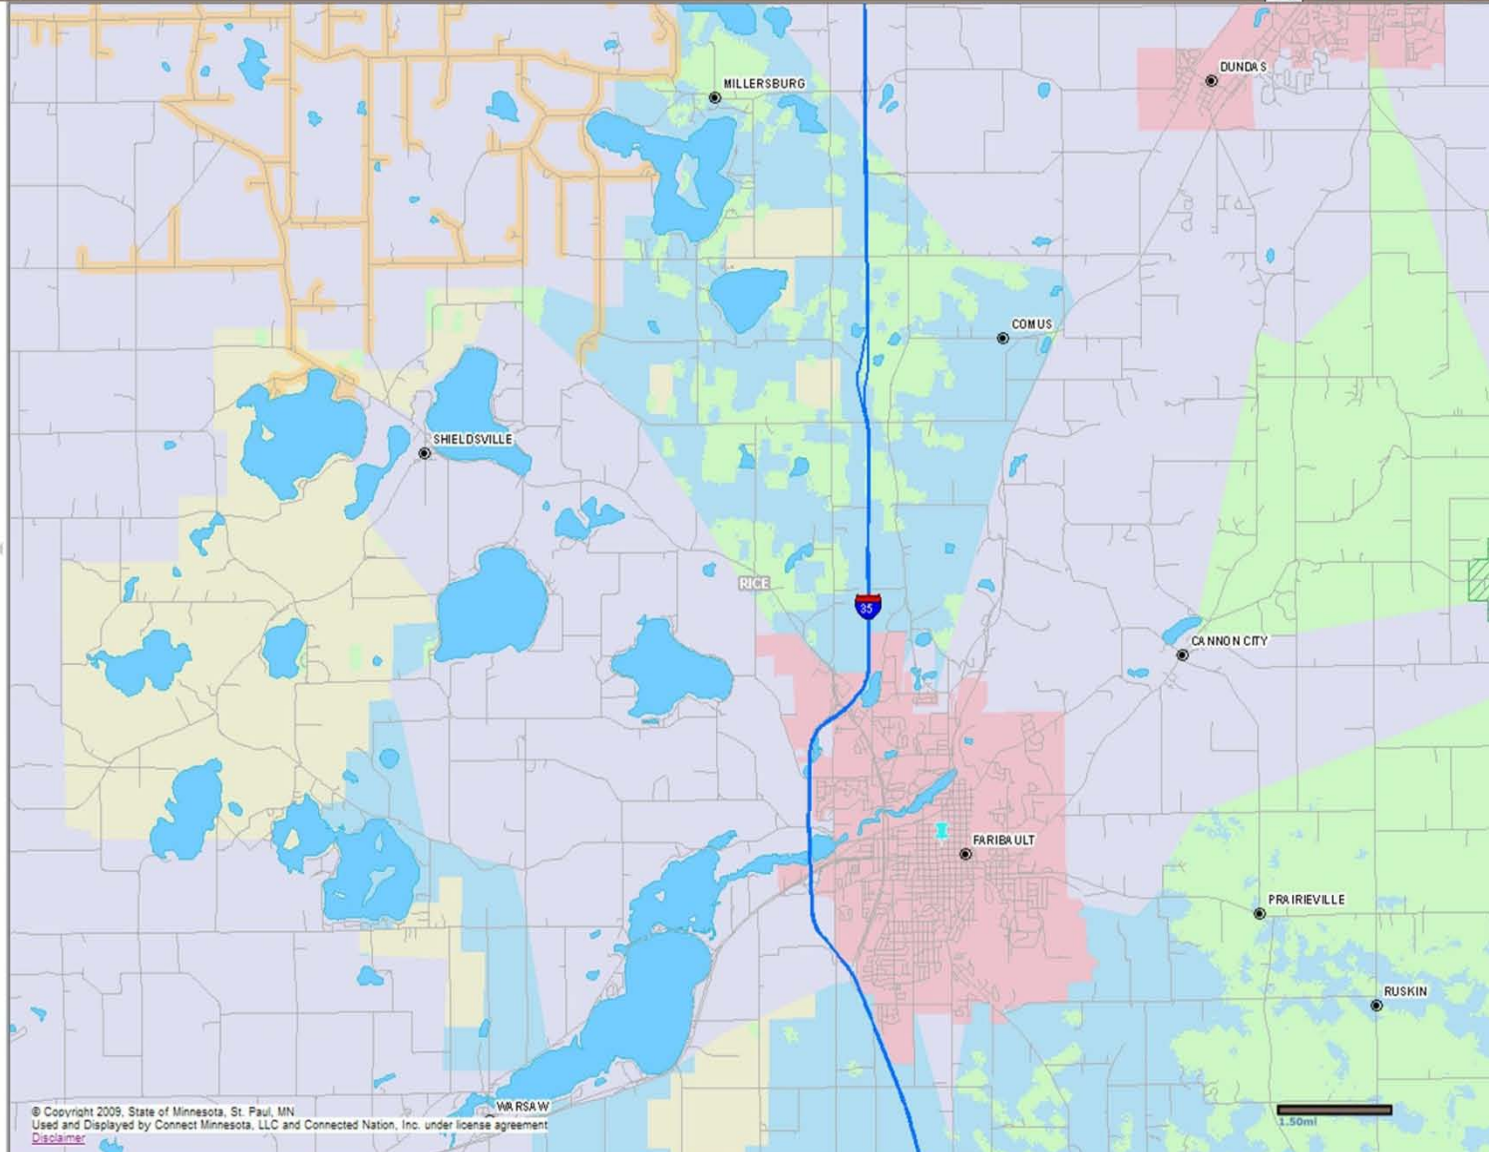 DUNDAS
MILLERSBURG
COMUS
SHIELDSVILLE
RICE
35
CANNON CITY
FARIBAULT
PRAIRIEVILLE
RUSKIN
WARSAW
© Copyright 2009, State of Minnesota, St. Paul, MN
Used and Displayed by Connect Minnesota, LLC and Connected Nation, Inc. under license agreement
Disclaimer
1.50mi